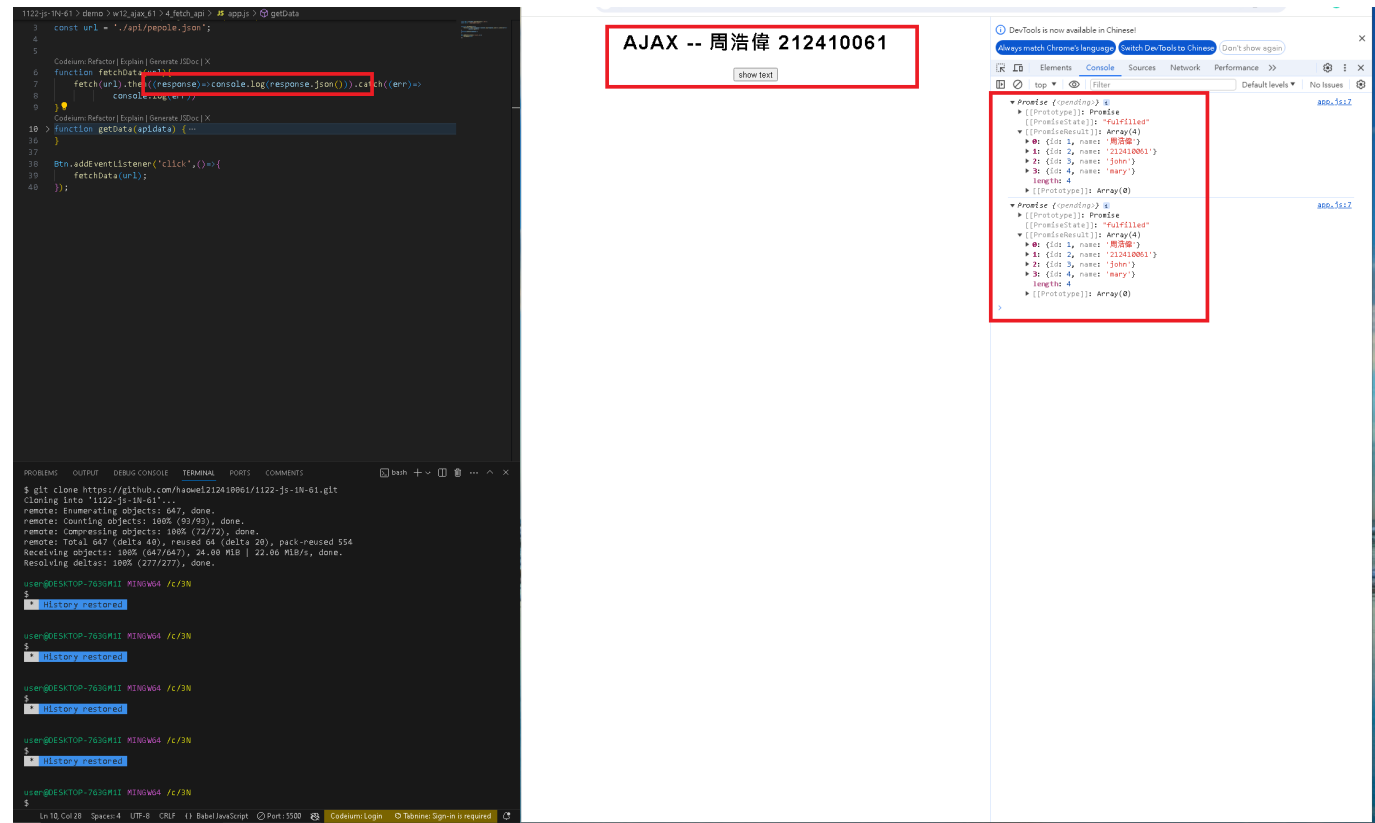 1122-js-1N-61 > demo > w12_ajax_61 > 4_fetch_api > JS app.js > getData
3 const url = './api/pepole.json';
4
5
Codeium: Refactor | Explain | Generate JSDoc | X
6 function fetchData(url){
7 fetch(url).then((response)=>console.log(response.json())).catch((err)=>
8 console.log(err))
9 }
Codeium: Refactor | Explain | Generate JSDoc | X
10 > function getData(apidata) { ⋯
36 }
37
38 Btn.addEventListener('click',()=>{
39 fetchData(url);
40 });
PROBLEMS OUTPUT DEBUG CONSOLE TERMINAL PORTS COMMENTS bash
$ git clone https://github.com/haowei212410061/1122-js-1N-61.git
Cloning into '1122-js-1N-61'...
remote: Enumerating objects: 647, done.
remote: Counting objects: 100% (93/93), done.
remote: Compressing objects: 100% (72/72), done.
remote: Total 647 (delta 40), reused 64 (delta 20), pack-reused 554
Receiving objects: 100% (647/647), 24.00 MiB | 22.06 MiB/s, done.
Resolving deltas: 100% (277/277), done.
user@DESKTOP-763GM1I MINGW64 /c/3N
$
* History restored
user@DESKTOP-763GM1I MINGW64 /c/3N
$
* History restored
user@DESKTOP-763GM1I MINGW64 /c/3N
$
* History restored
user@DESKTOP-763GM1I MINGW64 /c/3N
$
* History restored
user@DESKTOP-763GM1I MINGW64 /c/3N
$
Ln 10, Col 28 Spaces: 4 UTF-8 CRLF {} Babel JavaScript Port : 5500 Codeium: Login Tabnine: Sign-in is required
AJAX -- 周浩偉 212410061
show text
DevTools is now available in Chinese!
Always match Chrome's language Switch DevTools to Chinese Don't show again
Elements Console Sources Network Performance
top Filter Default levels No Issues
Promise {<pending>} app.js:7
[[Prototype]]: Promise
[[PromiseState]]: "fulfilled"
[[PromiseResult]]: Array(4)
0: {id: 1, name: '周浩偉'}
1: {id: 2, name: '212410061'}
2: {id: 3, name: 'john'}
3: {id: 4, name: 'mary'}
length: 4
[[Prototype]]: Array(0)
Promise {<pending>} app.js:7
[[Prototype]]: Promise
[[PromiseState]]: "fulfilled"
[[PromiseResult]]: Array(4)
0: {id: 1, name: '周浩偉'}
1: {id: 2, name: '212410061'}
2: {id: 3, name: 'john'}
3: {id: 4, name: 'mary'}
length: 4
[[Prototype]]: Array(0)